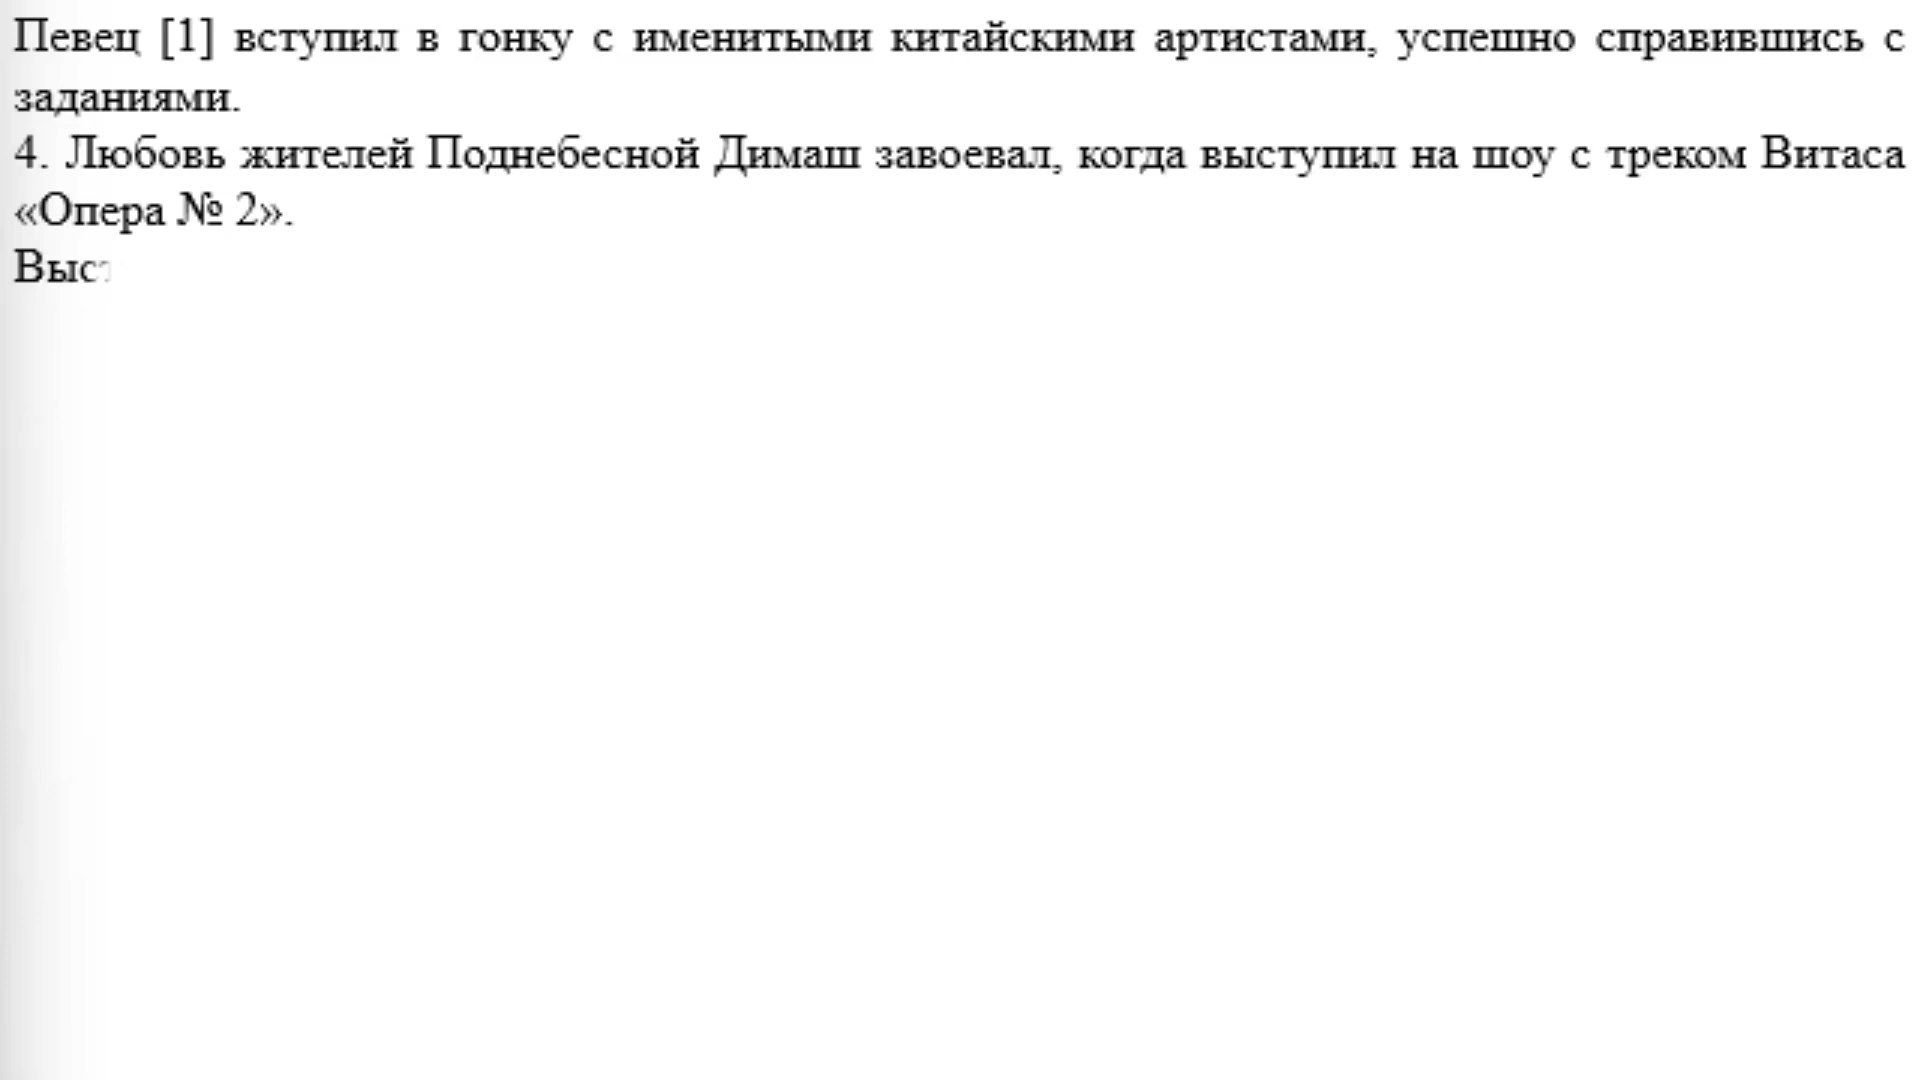 Певец [1] вступил в гонку с именитыми китайскими артистами, успешно справившись с
заданиями.
4. Любовь жителей Поднебесной Димаш завоевал, когда выступил на шоу с треком Витаса
«Опера № 2».